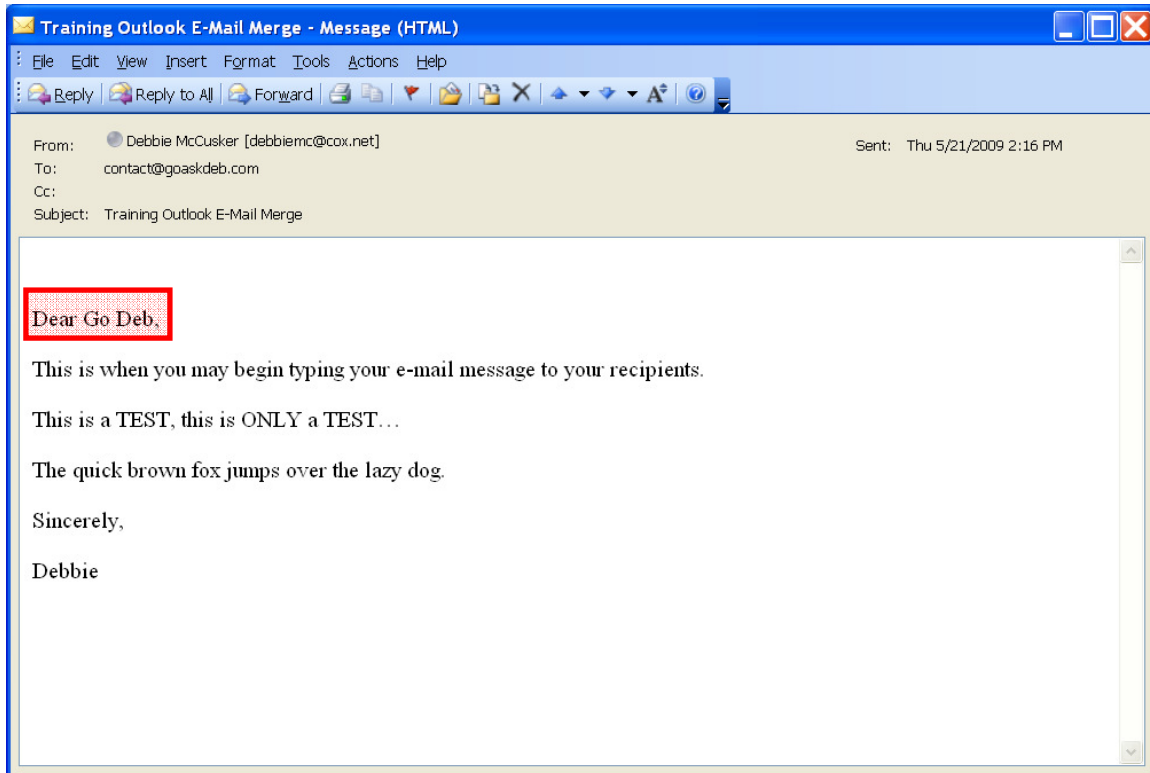 Training Outlook E-Mail Merge - Message (HTML)
File Edit View Insert Format Tools Actions Help
Reply Reply to All Forward
From: Debbie McCusker [debbiemc@cox.net] Sent: Thu 5/21/2009 2:16 PM
To: contact@goaskdeb.com
Cc:
Subject: Training Outlook E-Mail Merge
Dear Go Deb,
This is when you may begin typing your e-mail message to your recipients.
This is a TEST, this is ONLY a TEST…
The quick brown fox jumps over the lazy dog.
Sincerely,
Debbie